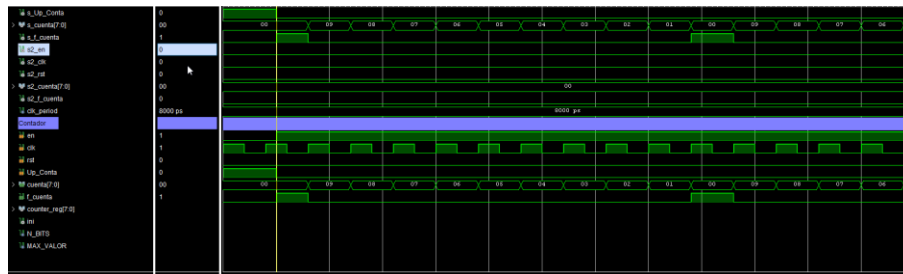 s_Up_Conta 0
s_cuenta[7:0] 00 00 09 08 07 06 05 04 03 02 01 00 09 08 07 06
s_f_cuenta 1
s2_en 0
s2_clk 0
s2_rst 0
s2_cuenta[7:0] 00 00
s2_f_cuenta 0
clk_period 8000 ps 8000 ps
Contador
en 1
clk 1
rst 0
Up_Conta 0
cuenta[7:0] 00 00 09 08 07 06 05 04 03 02 01 00 09 08 07 06
f_cuenta 1
counter_reg[7:0]
ini
N_BITS
MAX_VALOR